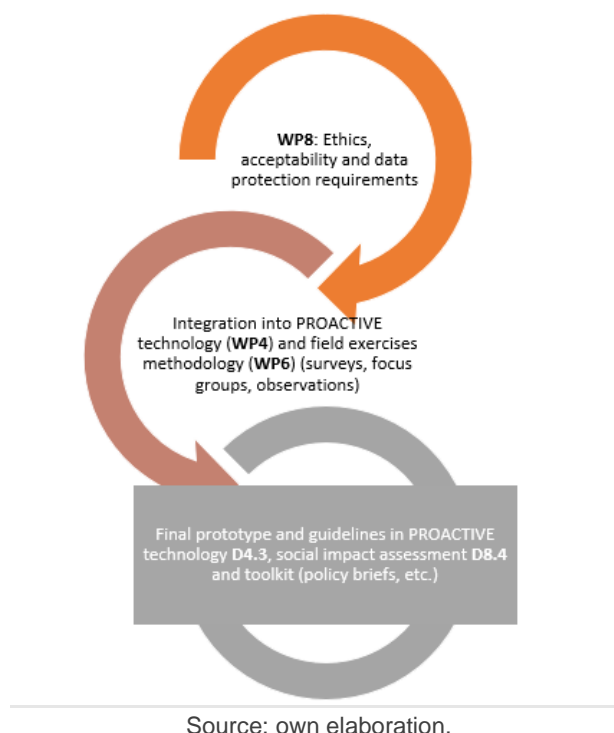 WP8: Ethics,
acceptability and data
protection requirements
Integration into PROACTIVE
technology (WP4) and field exercises
methodology (WP6) (surveys, focus
groups, observations)
Final prototype and guidelines in PROACTIVE
technology D4.3, social impact assessment D8.4
and toolkit (policy briefs, etc.)
Source: own elaboration.